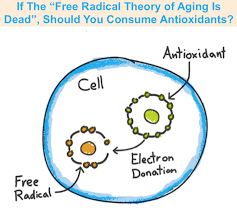 If The “Free Radical Theory of Aging Is
Dead”, Should You Consume Antioxidants?
Antioxidant
Cell
Electron
Donation
Free
Radical